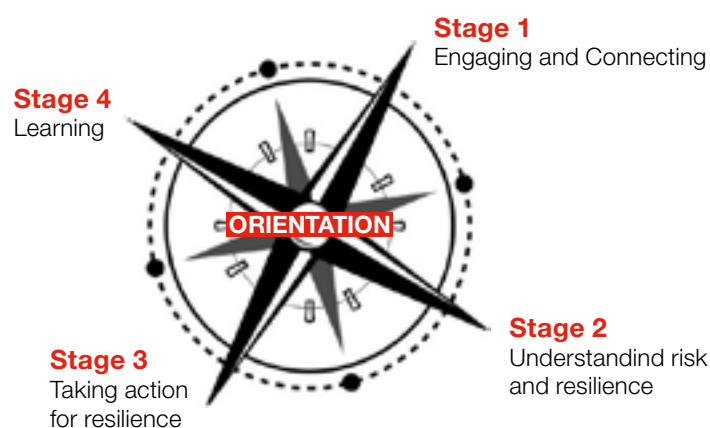 Stage 1
Engaging and Connecting
Stage 4
Learning
ORIENTATION
Stage 2
Understandind risk
and resilience
Stage 3
Taking action
for resilience